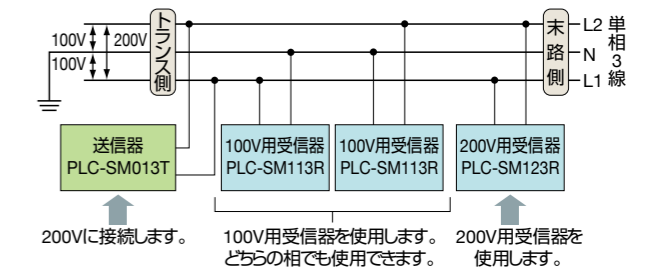 100V
200V
100V
トランス側
末路側
L2
N
L1
単相3線
送信器
PLC-SM013T
100V用受信器
PLC-SM113R
100V用受信器
PLC-SM113R
200V用受信器
PLC-SM123R
200Vに接続します。
100V用受信器を使用します。
どちらの相でも使用できます。
200V用受信器を
使用します。